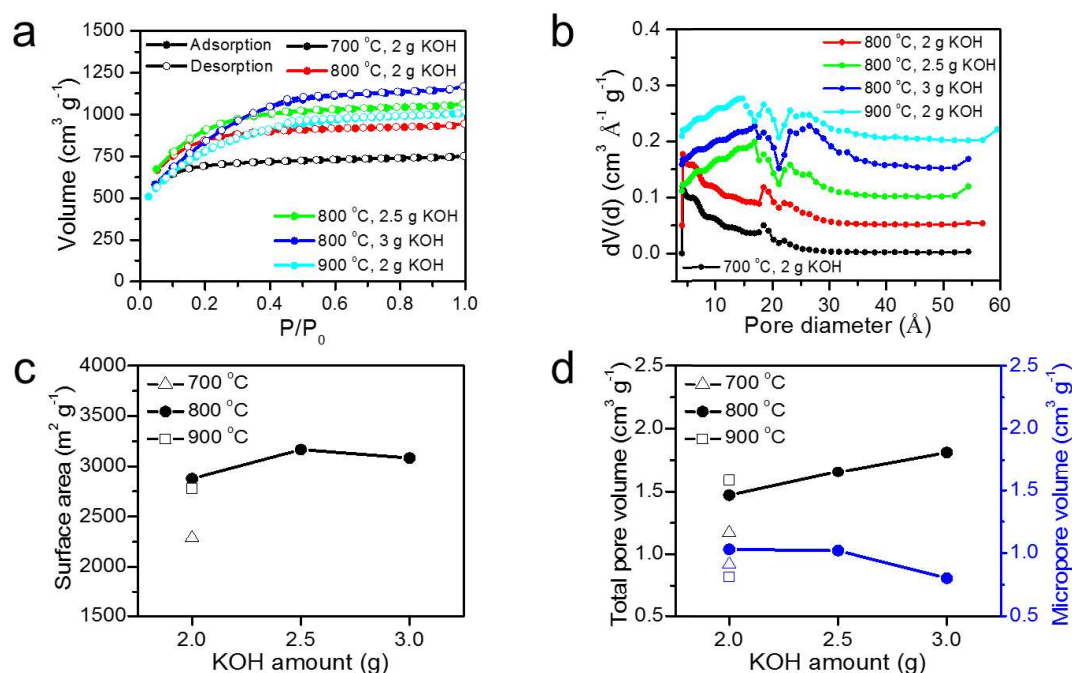 a
1500
1250
1000
750
500
250
0
Volume (cm³ g⁻¹)
Adsorption
Desorption
700 °C, 2 g KOH
800 °C, 2 g KOH
800 °C, 2.5 g KOH
800 °C, 3 g KOH
900 °C, 2 g KOH
0.0 0.2 0.4 0.6 0.8 1.0
P/P₀
b
0.4
0.3
0.2
0.1
0.0
dV(d) (cm³ Å⁻¹ g⁻¹)
800 °C, 2 g KOH
800 °C, 2.5 g KOH
800 °C, 3 g KOH
900 °C, 2 g KOH
700 °C, 2 g KOH
10 20 30 40 50 60
Pore diameter (Å)
c
4000
3500
3000
2500
2000
1500
Surface area (m² g⁻¹)
700 °C
800 °C
900 °C
2.0 2.5 3.0
KOH amount (g)
d
2.5
2.0
1.5
1.0
0.5
Total pore volume (cm³ g⁻¹)
700 °C
800 °C
900 °C
2.0 2.5 3.0
KOH amount (g)
2.5
2.0
1.5
1.0
0.5
Micropore volume (cm³ g⁻¹)